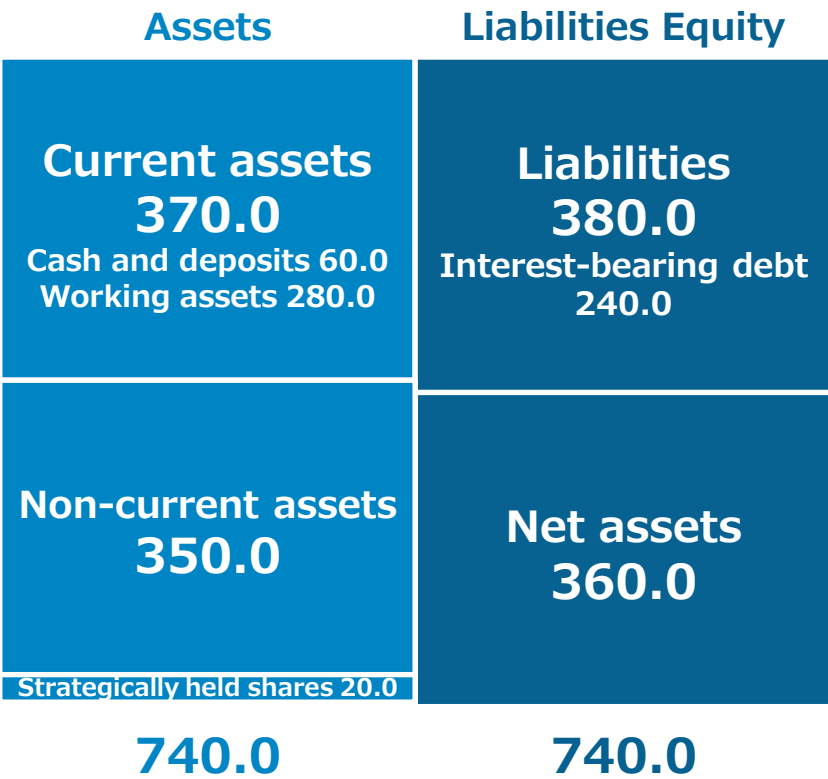 Assets
Current assets
370.0
Cash and deposits 60.0
Working assets 280.0
Non-current assets
350.0
Strategically held shares 20.0
740.0
Liabilities Equity
Liabilities
380.0
Interest-bearing debt
240.0
Net assets
360.0
740.0